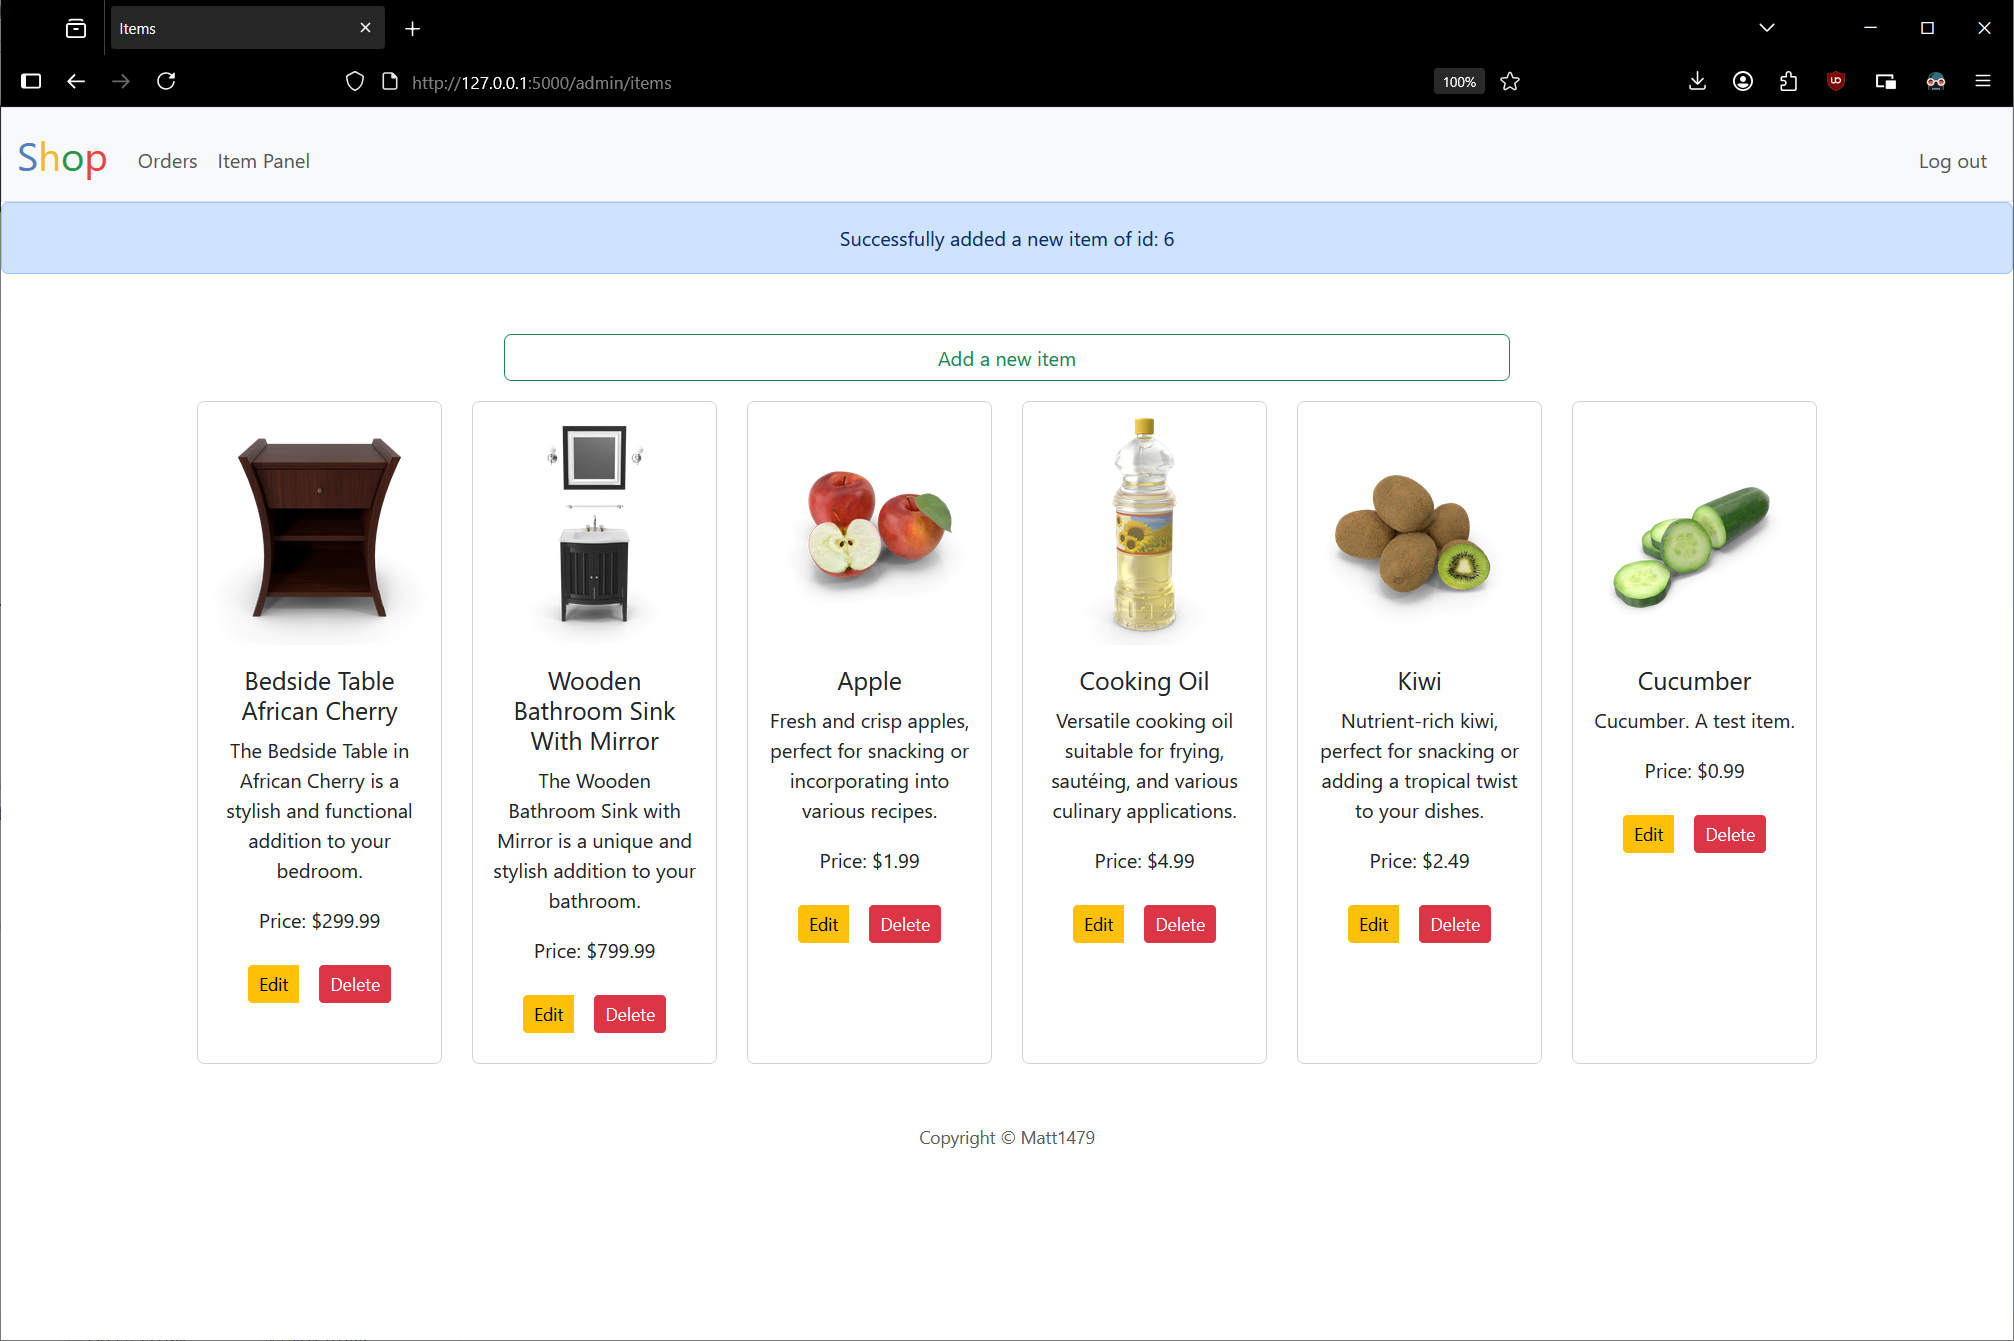 Items
http://127.0.0.1:5000/admin/items
100%
Shop
Orders
Item Panel
Log out
Successfully added a new item of id: 6
Add a new item
Bedside Table
African Cherry
The Bedside Table in
African Cherry is a
stylish and functional
addition to your
bedroom.
Price: $299.99
Edit
Delete
Wooden
Bathroom Sink
With Mirror
The Wooden
Bathroom Sink with
Mirror is a unique and
stylish addition to your
bathroom.
Price: $799.99
Edit
Delete
Apple
Fresh and crisp apples,
perfect for snacking or
incorporating into
various recipes.
Price: $1.99
Edit
Delete
Cooking Oil
Versatile cooking oil
suitable for frying,
sautéing, and various
culinary applications.
Price: $4.99
Edit
Delete
Kiwi
Nutrient-rich kiwi,
perfect for snacking or
adding a tropical twist
to your dishes.
Price: $2.49
Edit
Delete
Cucumber
Cucumber. A test item.
Price: $0.99
Edit
Delete
Copyright © Matt1479